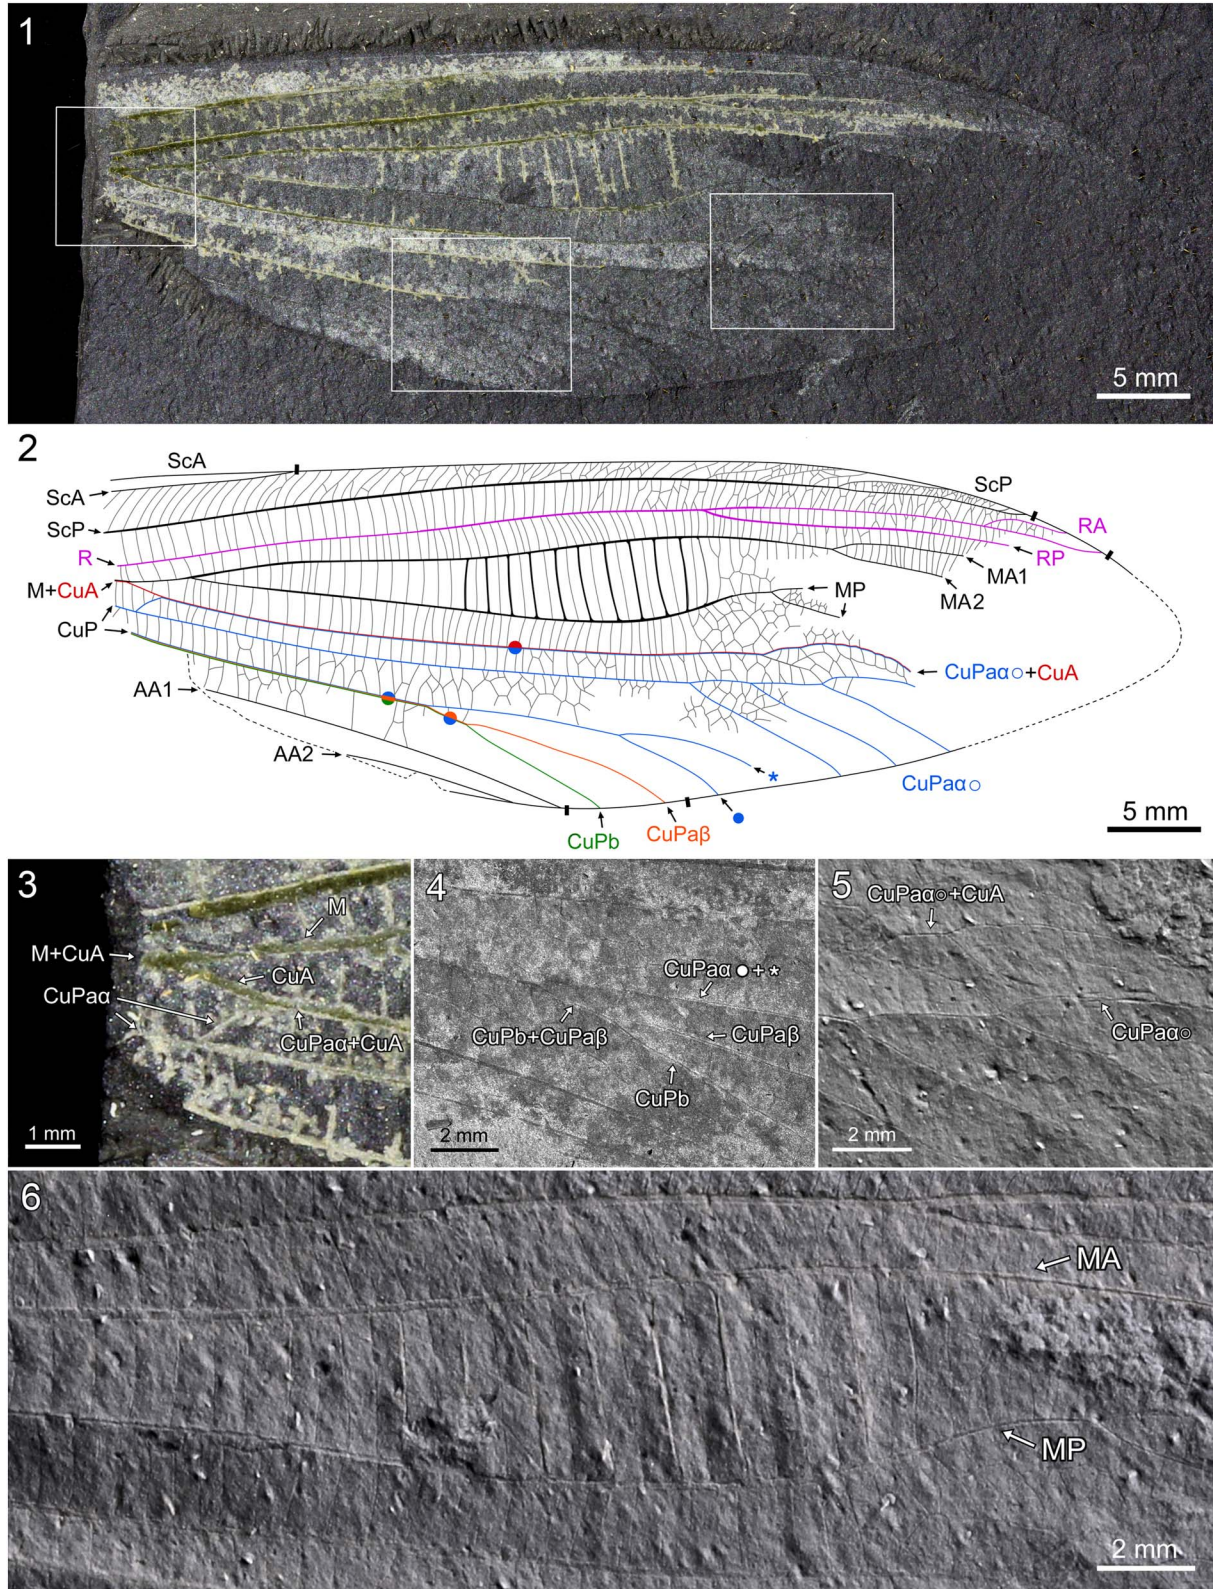 1
5 mm
2
ScA
ScA
ScP
ScP
R
RA
RP
M+CuA
MA1
MP
MA2
CuP
CuPaα○+CuA
AA1
AA2
*
CuPaα○
●
5 mm
CuPb
CuPaβ
3
M
M+CuA
CuA
CuPaα
CuPaα+CuA
1 mm
4
CuPaα●+*
CuPb+CuPaβ
CuPaβ
CuPb
2 mm
5
CuPaα○+CuA
CuPaα○
2 mm
6
MA
MP
2 mm